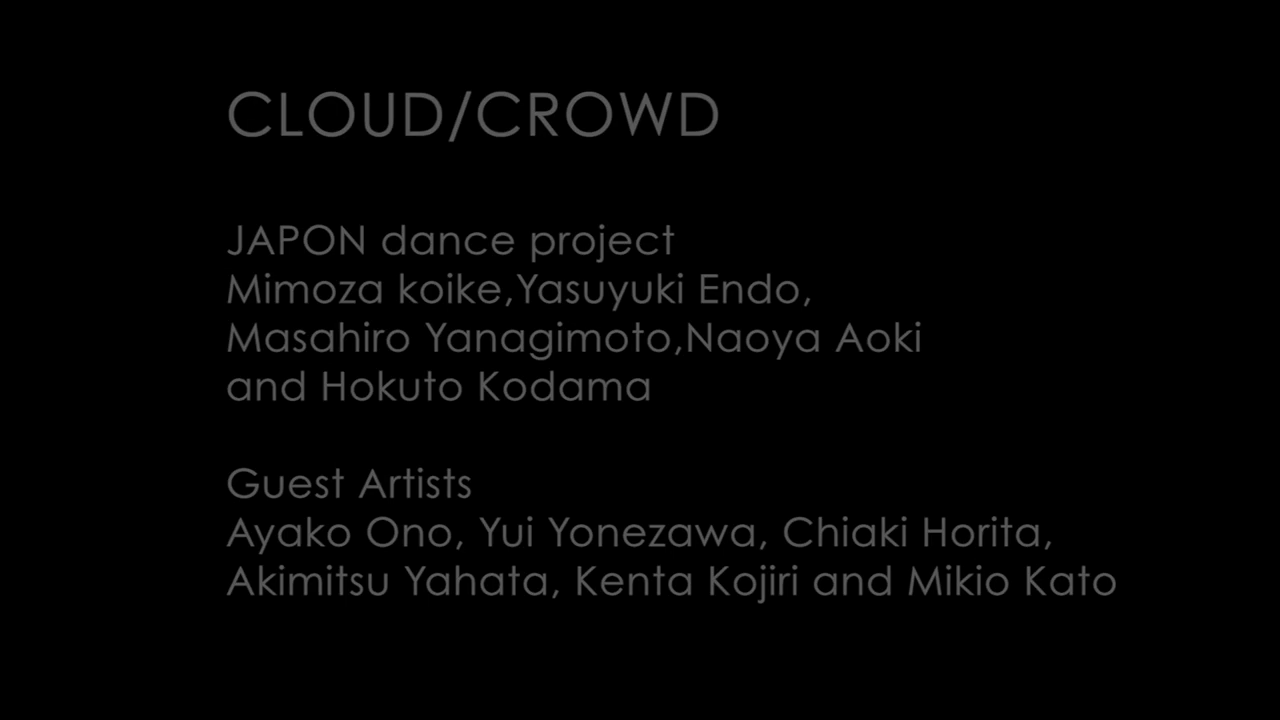 CLOUD/CROWD
JAPON dance project
Mimoza koike,Yasuyuki Endo,
Masahiro Yanagimoto,Naoya Aoki
and Hokuto Kodama
Guest Artists
Ayako Ono, Yui Yonezawa, Chiaki Horita,
Akimitsu Yahata, Kenta Kojiri and Mikio Kato